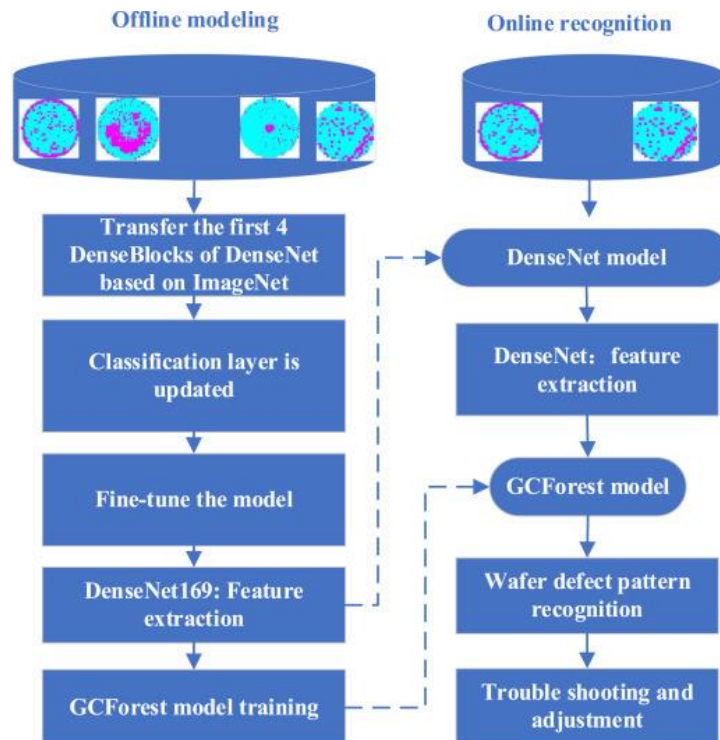 Offline modeling
Transfer the first 4
DenseBlocks of DenseNet
based on ImageNet
Classification layer is
updated
Fine-tune the model
DenseNet169: Feature
extraction
GCForest model training
Online recognition
DenseNet model
DenseNet：feature
extraction
GCForest model
Wafer defect pattern
recognition
Trouble shooting and
adjustment